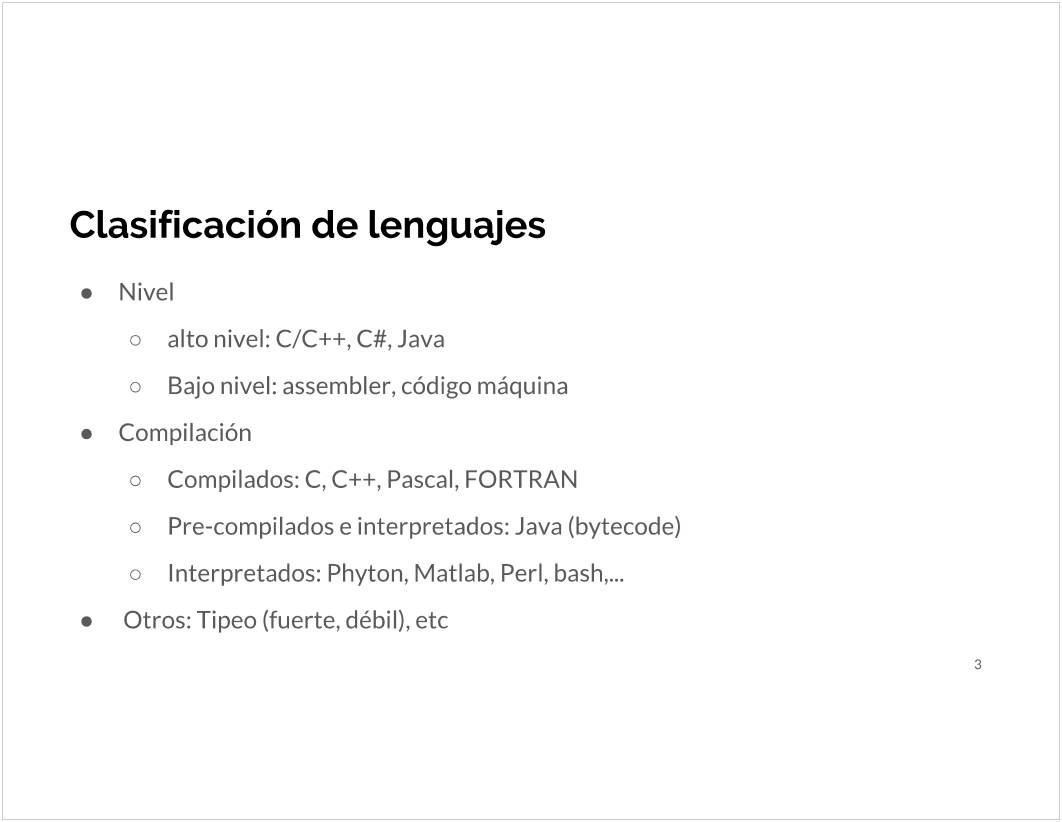 Clasificación de lenguajes
● Nivel
○ alto nivel: C/C++, C#, Java
○ Bajo nivel: assembler, código máquina
● Compilación
○ Compilados: C, C++, Pascal, FORTRAN
○ Pre-compilados e interpretados: Java (bytecode)
○ Interpretados: Phyton, Matlab, Perl, bash,...
● Otros: Tipeo (fuerte, débil), etc
3